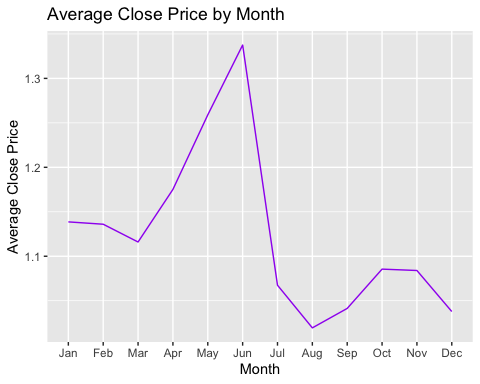 Average Close Price by Month
Average Close Price
1.3
1.2
1.1
Jan Feb Mar Apr May Jun Jul Aug Sep Oct Nov Dec
Month